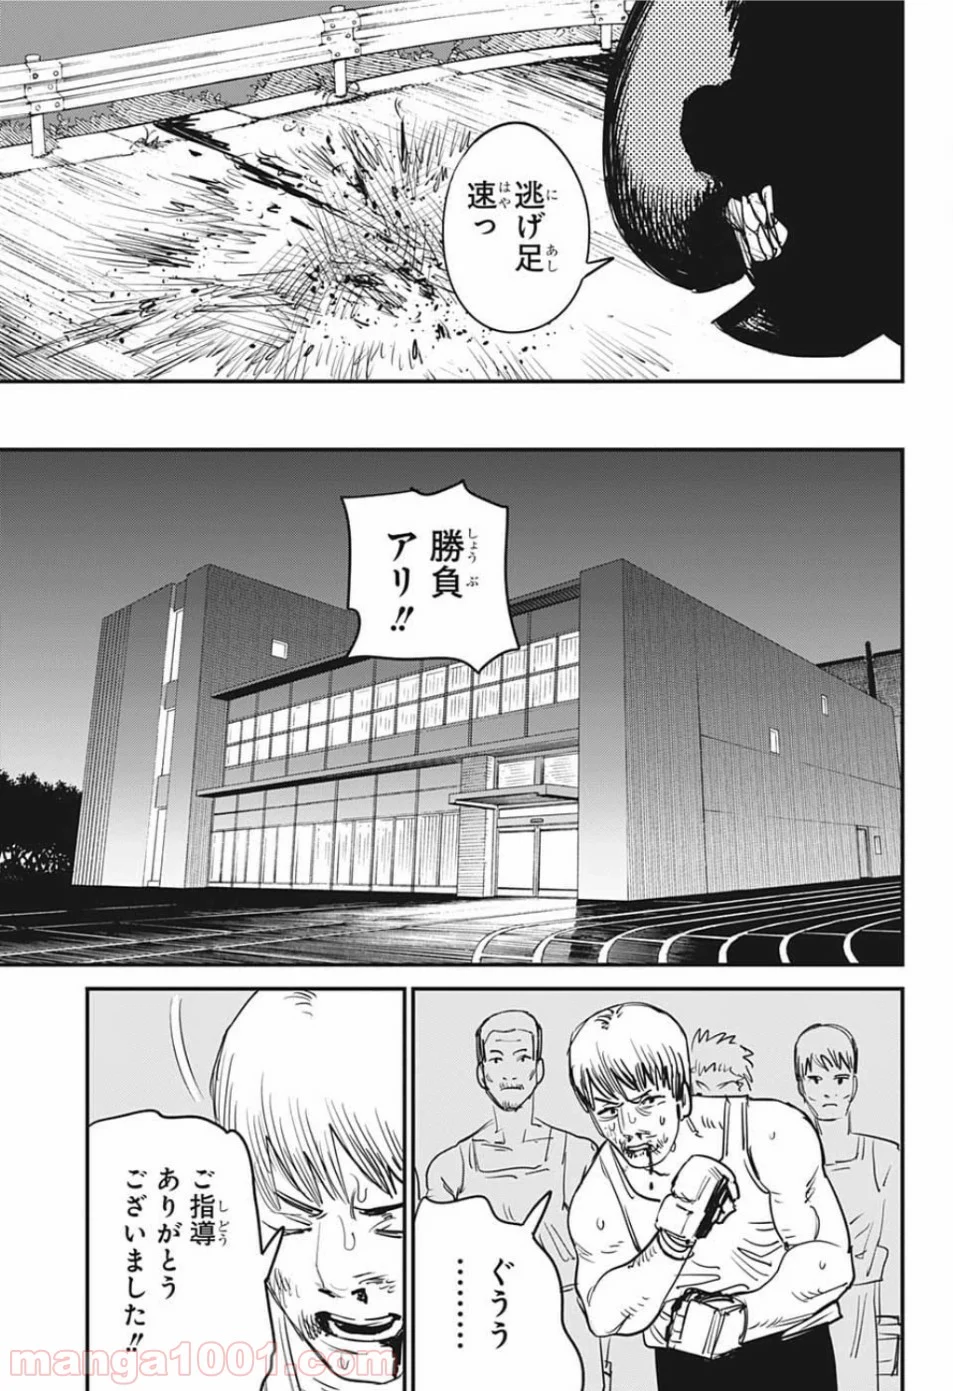 逃げ足
速っ
勝負
アリ!!
ぐうう
………
ご指導
ありがとう
ございました!!
manga1001.com